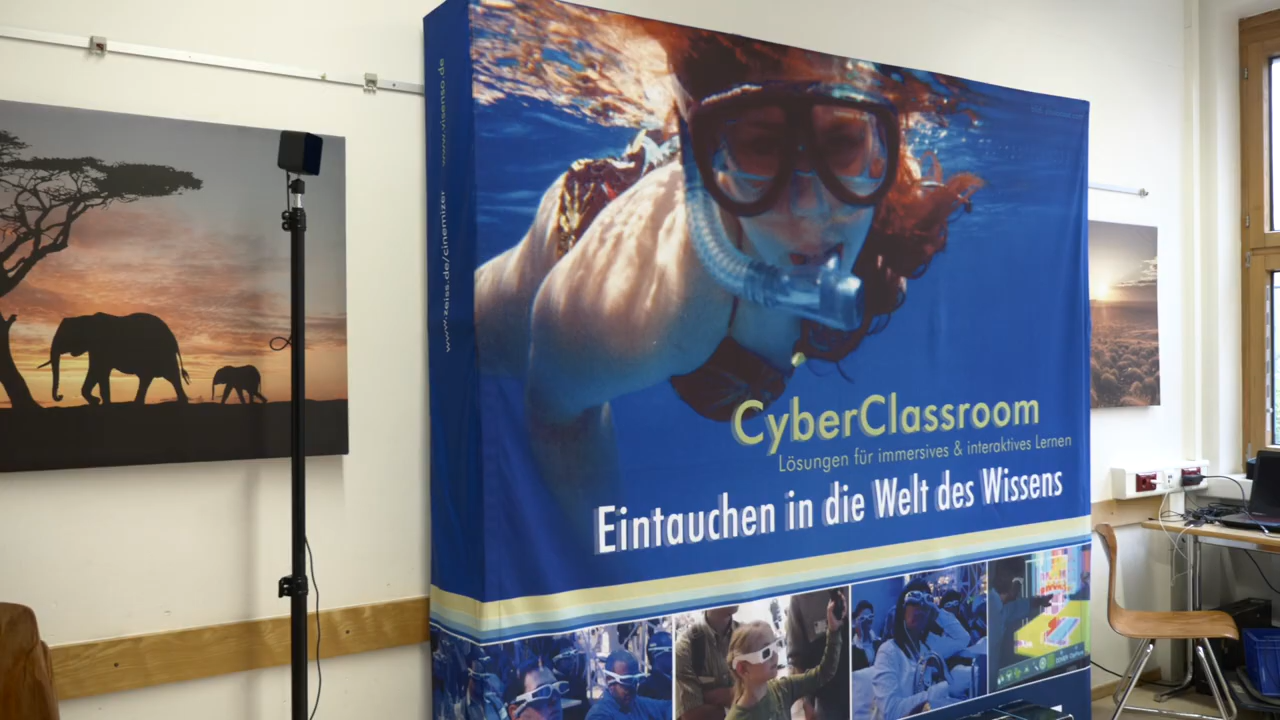 www.zeiss.de/cinemizer www.visenso.de
CyberClassroom
Lösungen für immersives & interaktives Lernen
Eintauchen in die Welt des Wissens